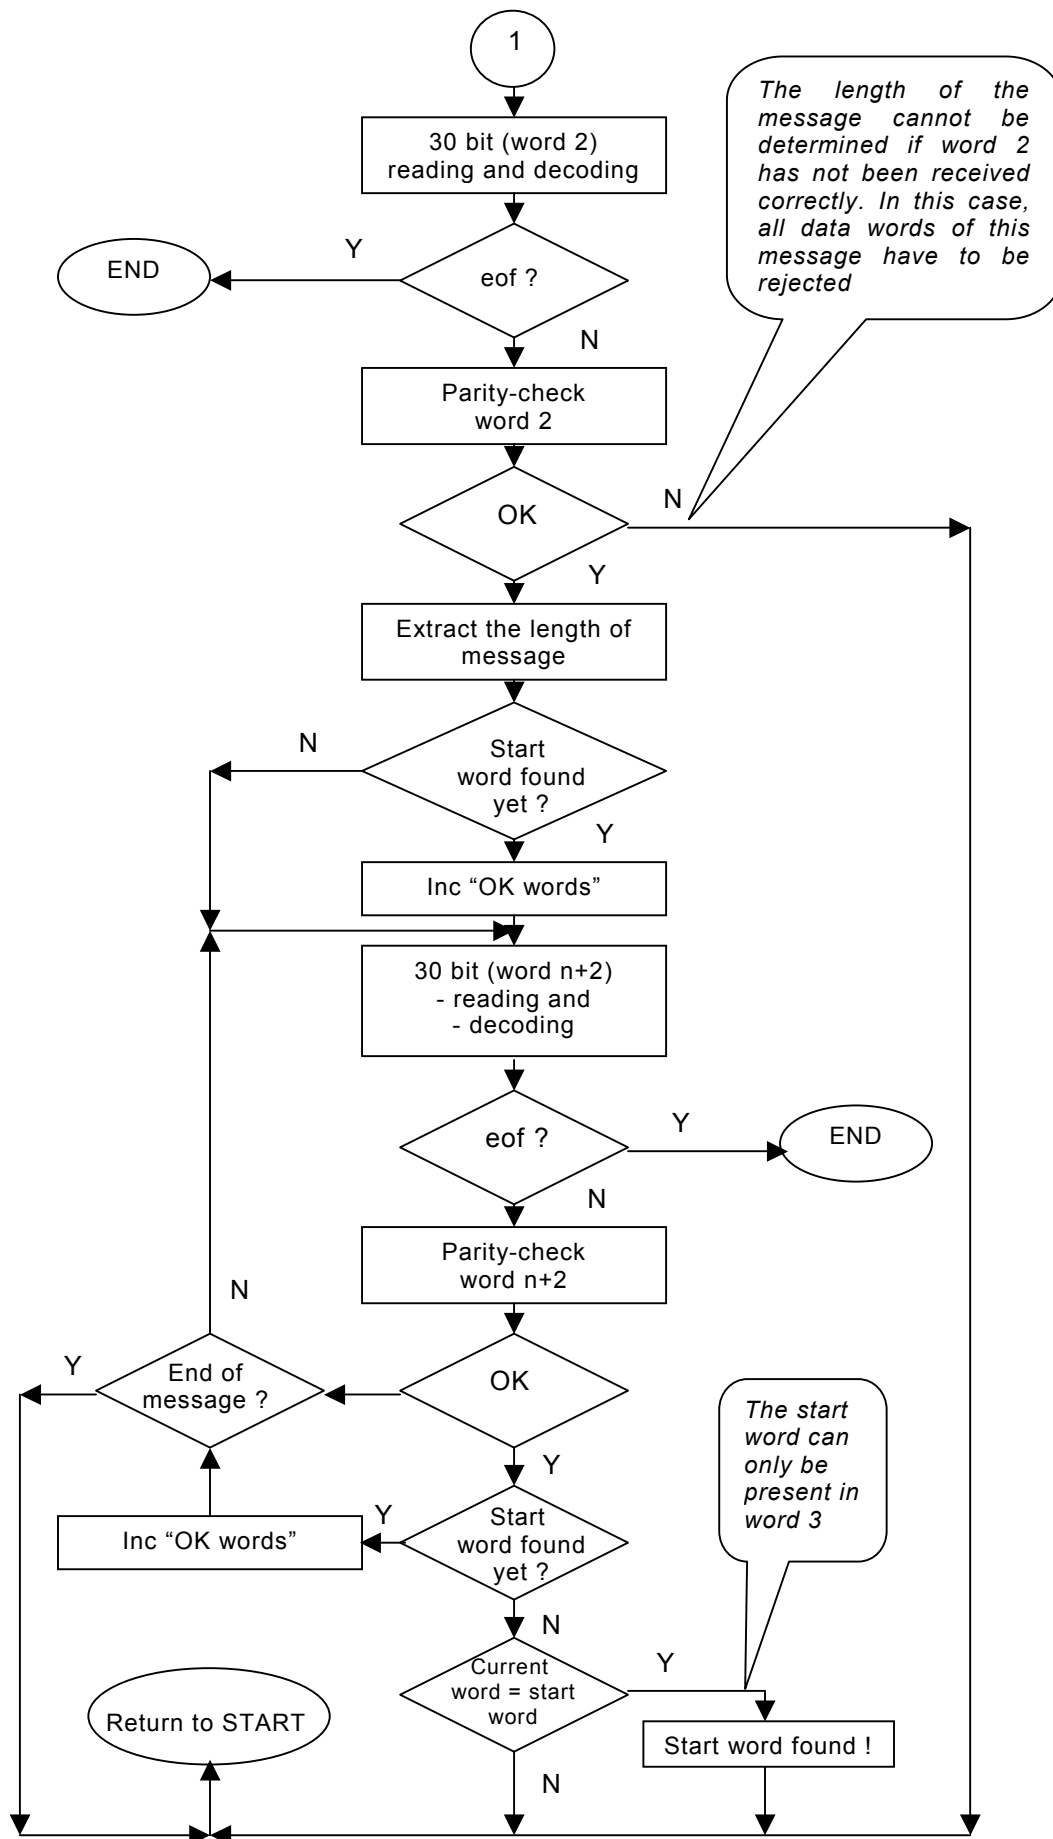 1
The length of the
message cannot be
determined if word 2
has not been received
correctly. In this case,
all data words of this
message have to be
rejected
30 bit (word 2)
reading and decoding
Y
END
eof ?
N
Parity-check
word 2
OK
N
Y
Extract the length of
message
N
Start
word found
yet ?
Y
Inc “OK words”
30 bit (word n+2)
- reading and
- decoding
eof ?
Y
END
N
Parity-check
word n+2
N
Y
End of
message ?
OK
The start
word can
only be
present in
word 3
Y
Y
Inc “OK words”
Start
word found
yet ?
N
Current
word = start
word
Y
Return to START
Start word found !
N